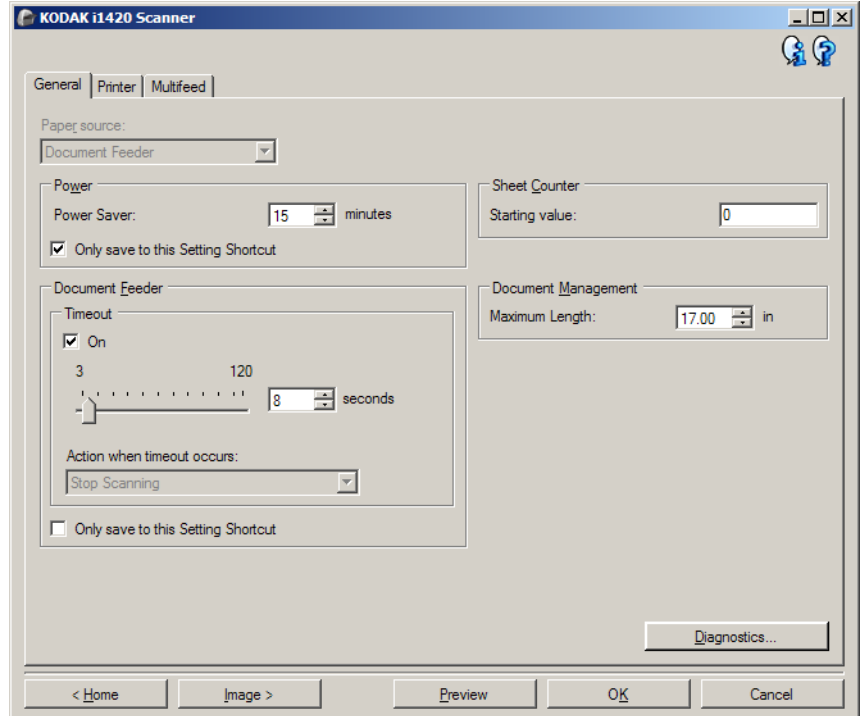 KODAK i1420 Scanner
General Printer Multifeed
Paper source:
Document Feeder
Power
Power Saver: 15 minutes
Only save to this Setting Shortcut
Sheet Counter
Starting value: 0
Document Feeder
Timeout
On
3 120
8 seconds
Action when timeout occurs:
Stop Scanning
Only save to this Setting Shortcut
Document Management
Maximum Length: 17.00 in
Diagnostics...
< Home Image > Preview OK Cancel